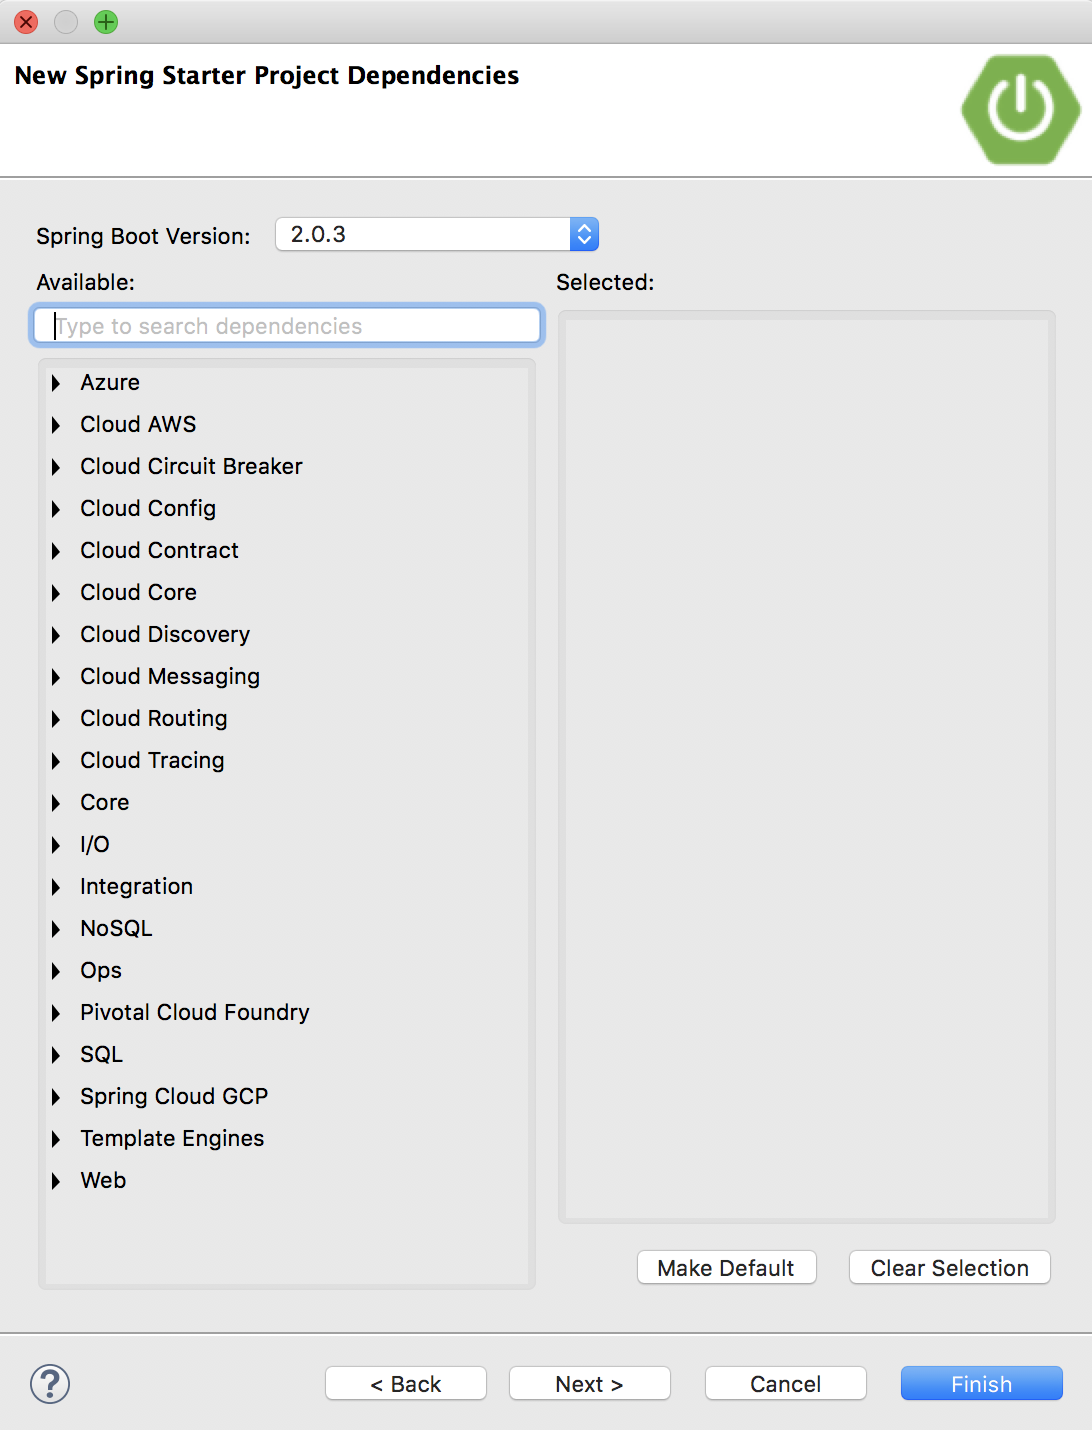 New Spring Starter Project Dependencies
Spring Boot Version: 2.0.3
Available:
Selected:
Type to search dependencies
Azure
Cloud AWS
Cloud Circuit Breaker
Cloud Config
Cloud Contract
Cloud Core
Cloud Discovery
Cloud Messaging
Cloud Routing
Cloud Tracing
Core
I/O
Integration
NoSQL
Ops
Pivotal Cloud Foundry
SQL
Spring Cloud GCP
Template Engines
Web
Make Default
Clear Selection
? < Back Next > Cancel Finish